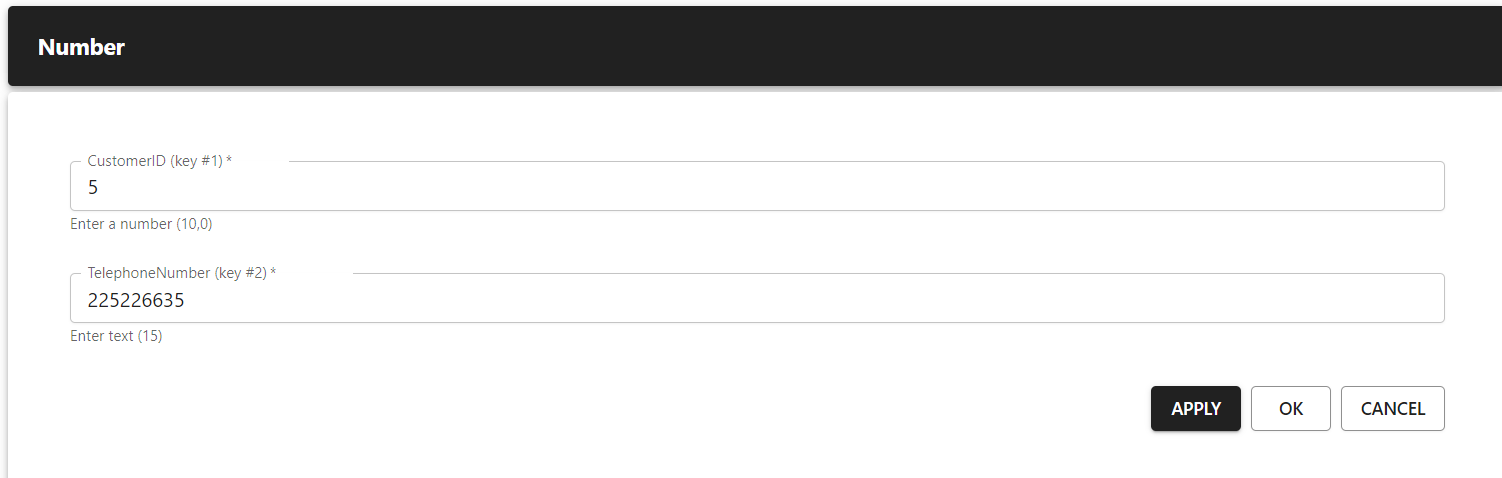 Number
CustomerID (key #1) *
5
Enter a number (10,0)
TelephoneNumber (key #2) *
225226635
Enter text (15)
APPLY OK CANCEL